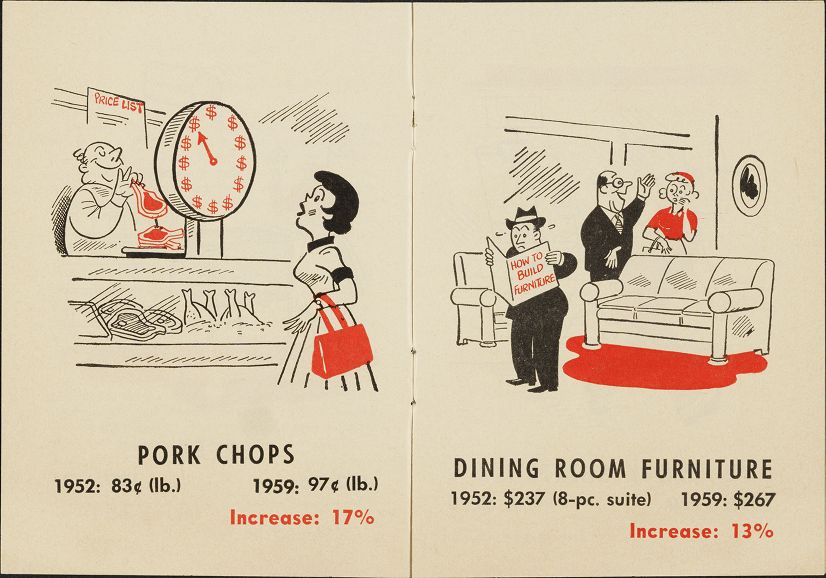 PRICE LIST
$ $ $ $ $ $ $ $ $ $ $ $
PORK CHOPS
1952: 83¢ (lb.) 1959: 97¢ (lb.)
Increase: 17%
HOW TO
BUILD
FURNITURE
DINING ROOM FURNITURE
1952: $237 (8-pc. suite) 1959: $267
Increase: 13%